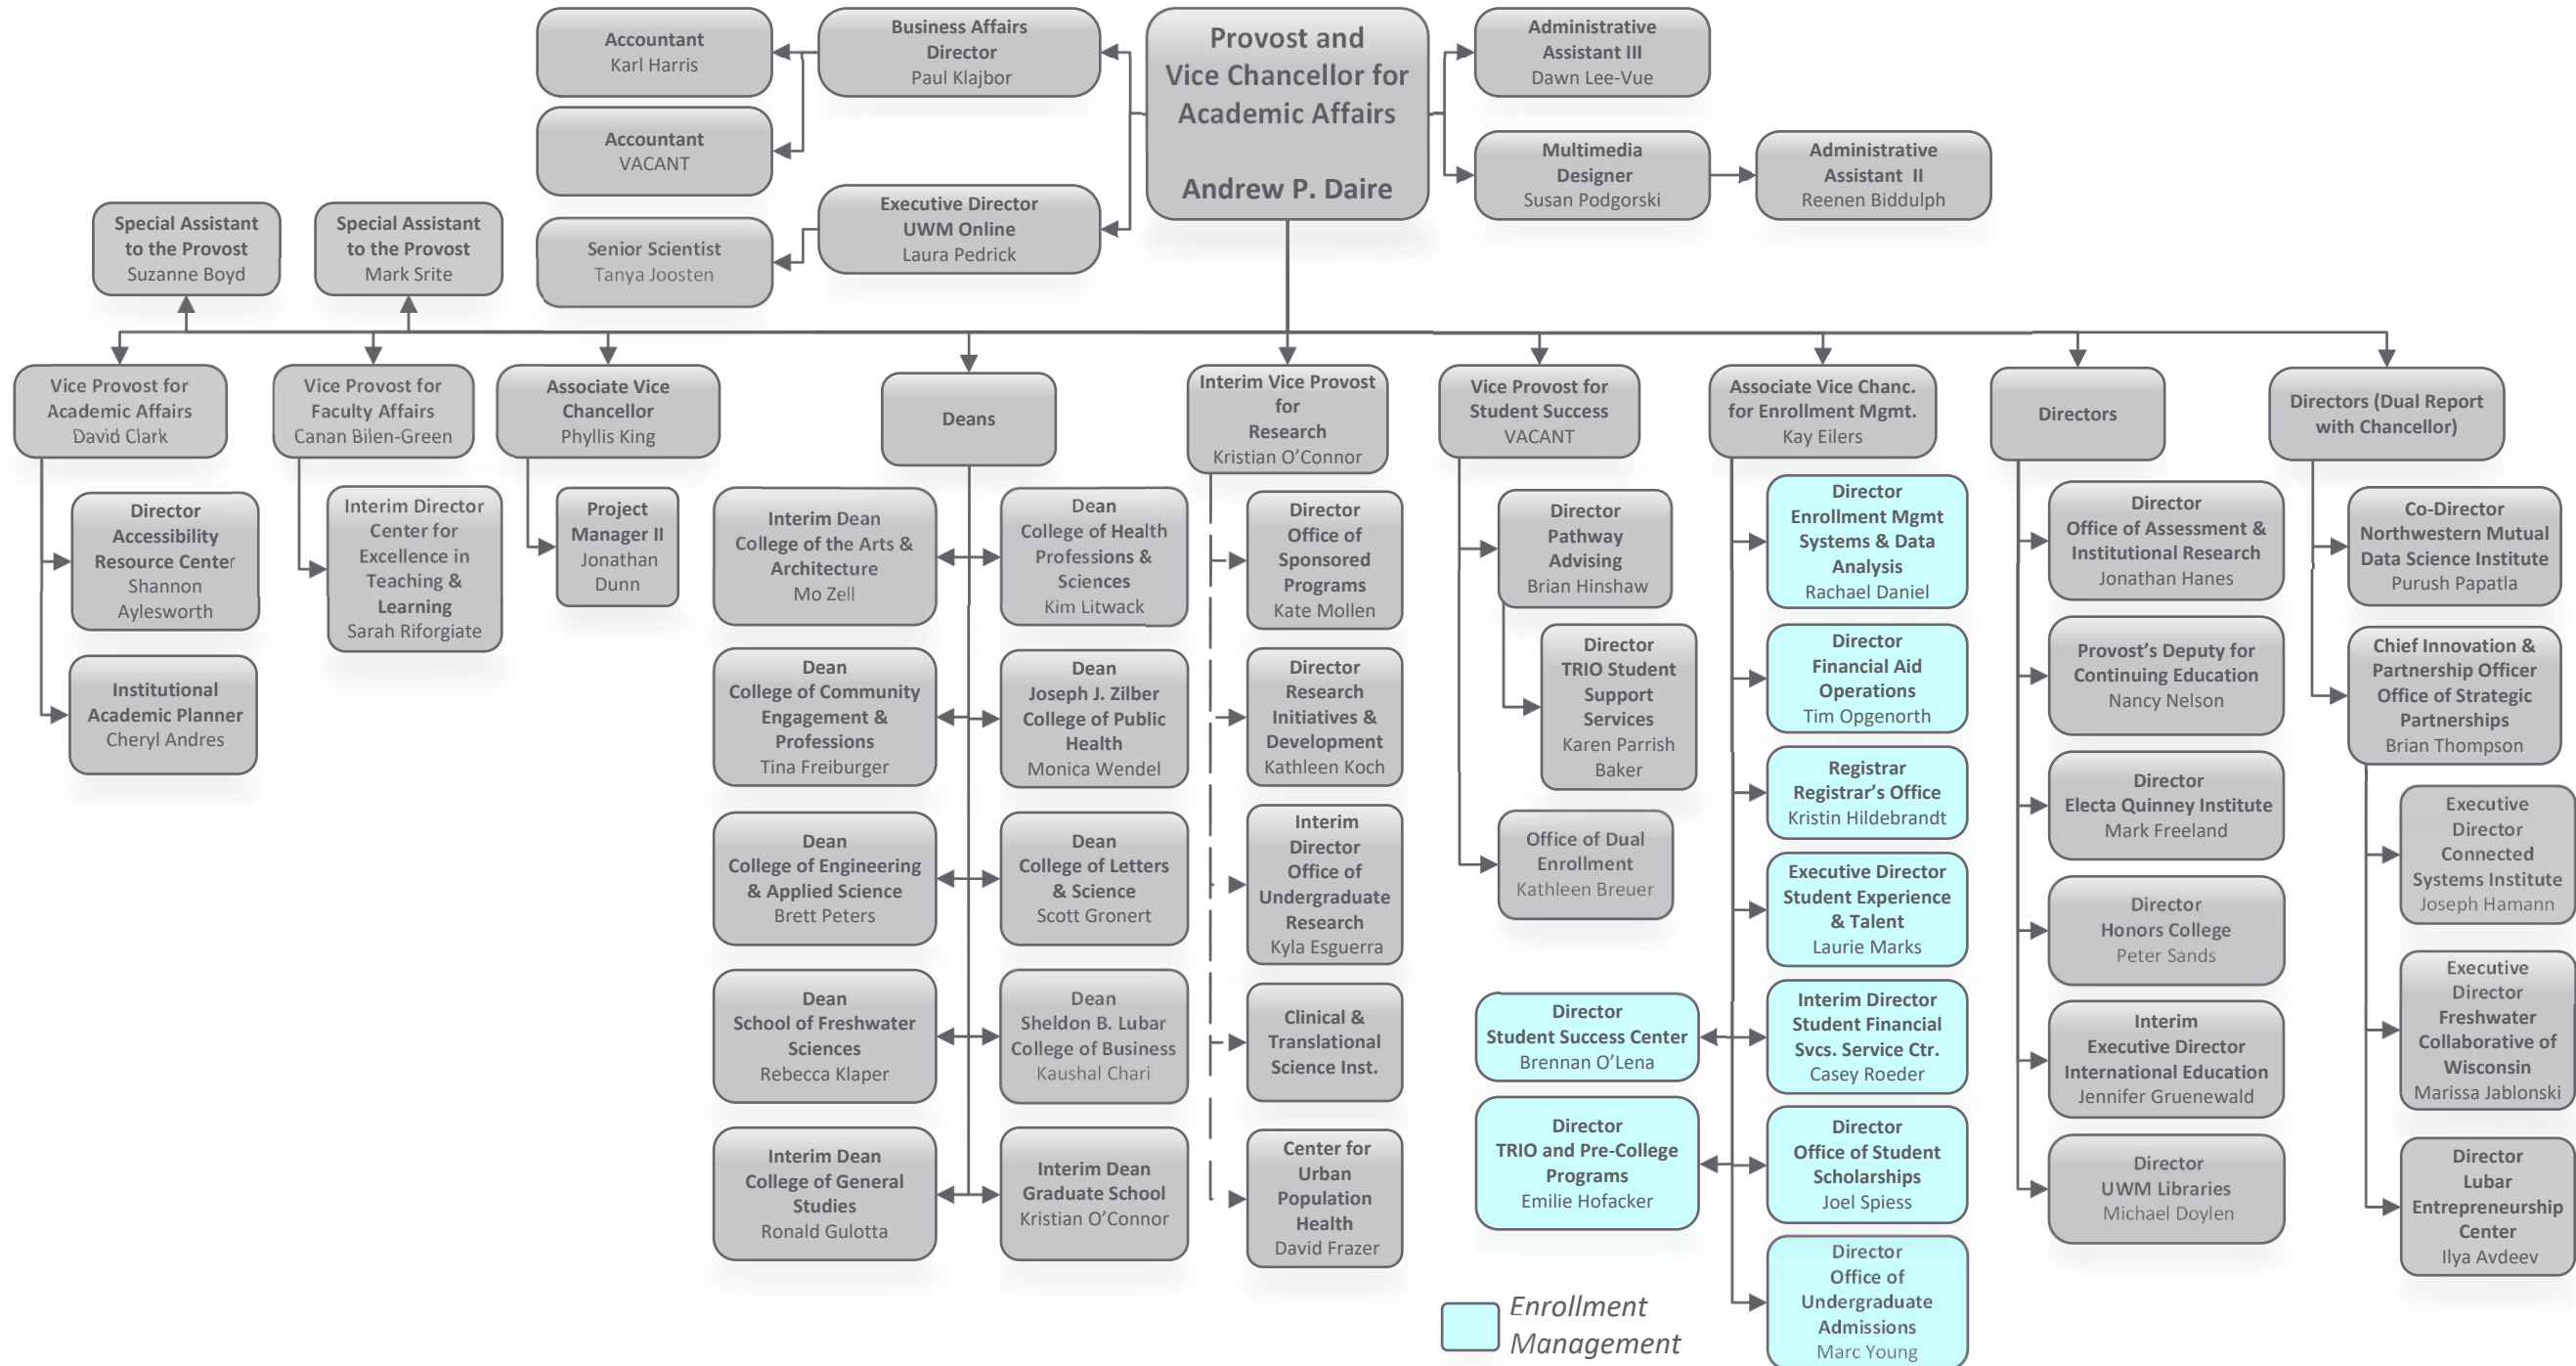 Accountant
Karl Harris
Business Affairs
Director
Paul Klajbor
Provost and
Vice Chancellor for
Academic Affairs
Andrew P. Daire
Administrative
Assistant III
Dawn Lee-Vue
Accountant
VACANT
Multimedia
Designer
Susan Podgorski
Administrative
Assistant II
Reenen Biddulph
Special Assistant
to the Provost
Suzanne Boyd
Special Assistant
to the Provost
Mark Srite
Senior Scientist
Tanya Joosten
Executive Director
UWM Online
Laura Pedrick
Vice Provost for
Academic Affairs
David Clark
Director
Accessibility
Resource Center
Shannon
Aylesworth
Institutional
Academic Planner
Cheryl Andres
Vice Provost for
Faculty Affairs
Canan Bilen-Green
Interim Director
Center for
Excellence in
Teaching &
Learning
Sarah Riforgiate
Associate Vice
Chancellor
Phyllis King
Project
Manager II
Jonathan
Dunn
Deans
Interim Dean
College of the Arts &
Architecture
Mo Zell
Dean
College of Health
Professions &
Sciences
Kim Litwack
Dean
College of Community
Engagement &
Professions
Tina Freiburger
Dean
Joseph J. Zilber
College of Public
Health
Monica Wendel
Dean
College of Engineering
& Applied Science
Brett Peters
Dean
College of Letters
& Science
Scott Gronert
Dean
School of Freshwater
Sciences
Rebecca Klaper
Dean
Sheldon B. Lubar
College of Business
Kaushal Chari
Interim Dean
College of General
Studies
Ronald Gulotta
Interim Dean
Graduate School
Kristian O’Connor
Interim Vice Provost
for
Research
Kristian O’Connor
Director
Office of
Sponsored
Programs
Kate Mollen
Director
Research
Initiatives &
Development
Kathleen Koch
Interim
Director
Office of
Undergraduate
Research
Kyla Esguerra
Clinical &
Translational
Science Inst.
Center for
Urban
Population
Health
David Frazer
Vice Provost for
Student Success
VACANT
Director
Pathway
Advising
Brian Hinshaw
Director
TRIO Student
Support
Services
Karen Parrish
Baker
Office of Dual
Enrollment
Kathleen Breuer
Associate Vice Chanc.
for Enrollment Mgmt.
Kay Eilers
Director
Enrollment Mgmt
Systems & Data
Analysis
Rachael Daniel
Director
Financial Aid
Operations
Tim Opgenorth
Registrar
Registrar’s Office
Kristin Hildebrandt
Executive Director
Student Experience
& Talent
Laurie Marks
Director
Student Success Center
Brennan O’Lena
Interim Director
Student Financial
Svcs. Service Ctr.
Casey Roeder
Director
TRIO and Pre-College
Programs
Emilie Hofacker
Director
Office of Student
Scholarships
Joel Spiess
Director
Office of
Undergraduate
Admissions
Marc Young
Directors
Director
Office of Assessment &
Institutional Research
Jonathan Hanes
Provost’s Deputy for
Continuing Education
Nancy Nelson
Director
Electa Quinney Institute
Mark Freeland
Director
Honors College
Peter Sands
Interim
Executive Director
International Education
Jennifer Gruenewald
Director
UWM Libraries
Michael Doylen
Directors (Dual Report
with Chancellor)
Co-Director
Northwestern Mutual
Data Science Institute
Purush Papatla
Chief Innovation &
Partnership Officer
Office of Strategic
Partnerships
Brian Thompson
Executive
Director
Connected
Systems Institute
Joseph Hamann
Executive
Director
Freshwater
Collaborative of
Wisconsin
Marissa Jablonski
Director
Lubar
Entrepreneurship
Center
Ilya Avdeev
Enrollment
Management